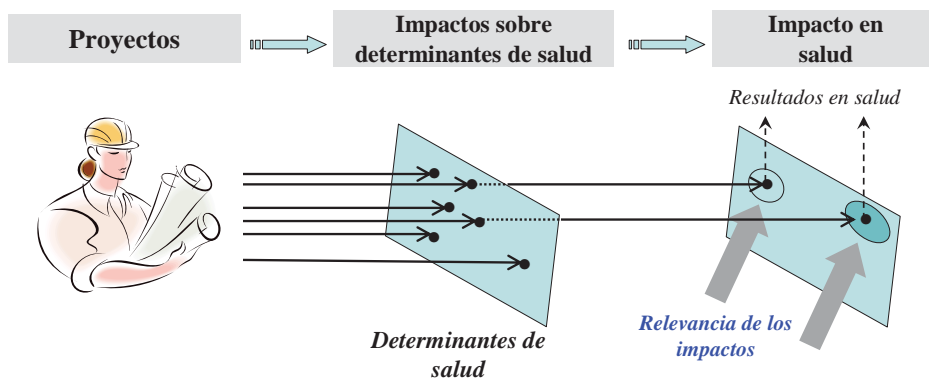 Proyectos
Impactos sobre
determinantes de salud
Impacto en
salud
Resultados en salud
Determinantes de
salud
Relevancia de los
impactos